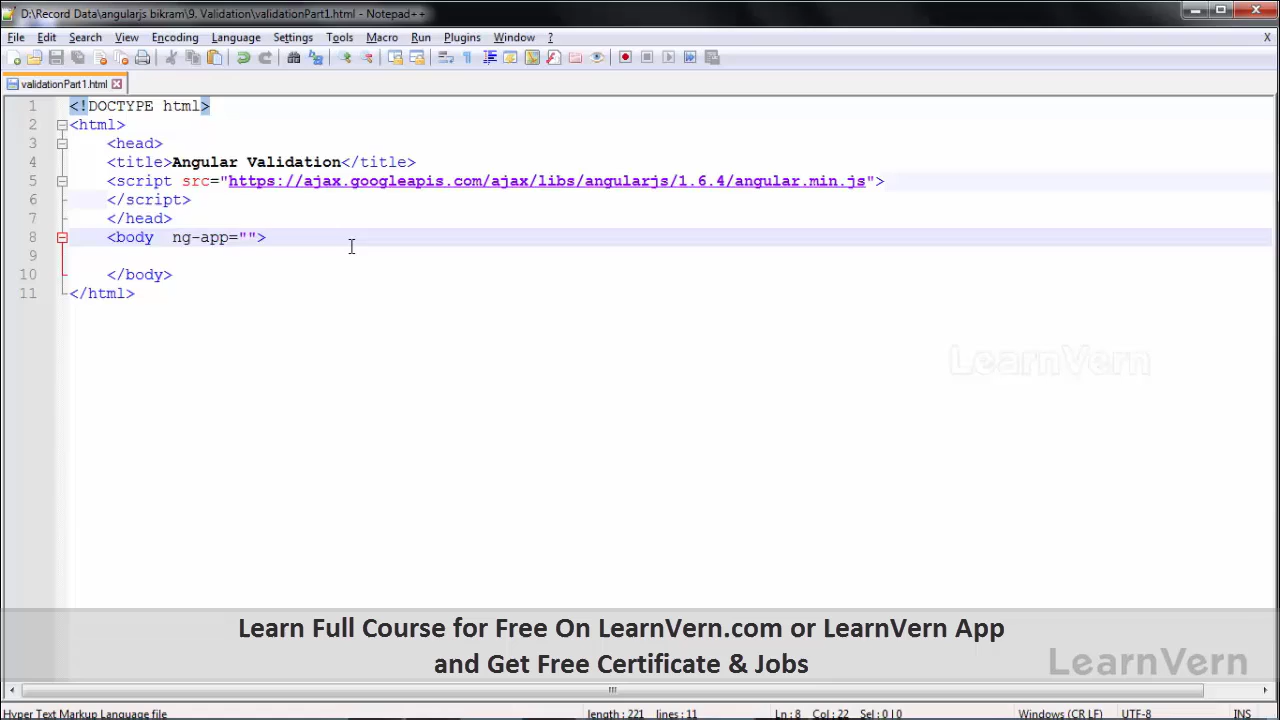 D:\Record Data\angularjs bikram\9. Validation\validationPart1.html - Notepad++
File Edit Search View Encoding Language Settings Tools Macro Run Plugins Window ? X
validationPart1.html
1 <!DOCTYPE html>
2 <html>
3 <head>
4 <title>Angular Validation</title>
5 <script src="https://ajax.googleapis.com/ajax/libs/angularjs/1.6.4/angular.min.js">
6 </script>
7 </head>
8 <body  ng-app="">
9
10 </body>
11 </html>
LearnVern
Learn Full Course for Free On LearnVern.com or LearnVern App
and Get Free Certificate & Jobs
LearnVern
Hyper Text Markup Language file length : 221 lines : 11 Ln : 8 Col : 22 Sel : 0 | 0 Windows (CR LF) UTF-8 INS